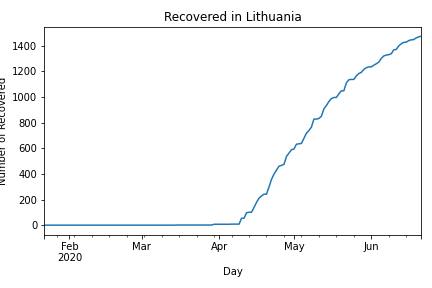 Recovered in Lithuania
Number of Recovered
1400
1200
1000
800
600
400
200
0
Feb
2020
Mar
Apr
May
Jun
Day